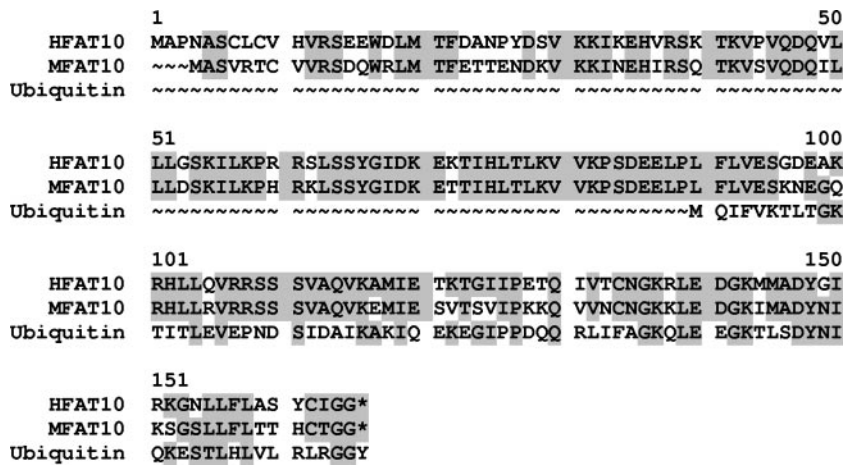 1 50
HFAT10 MAPNASCLCV HVRSEEWDLM TFDANPYDSV KKIKEHVRSK TKVPVQDQVL
MFAT10 ~~~MASVRTC VVRSDQWRLM TFETTENDKV KKINEHIRSQ TKVSVQDQIL
Ubiquitin ~~~~~~~~~~ ~~~~~~~~~~ ~~~~~~~~~~ ~~~~~~~~~~ ~~~~~~~~~~
51 100
HFAT10 LLGSKILKPR RSLSSYGIDK EKTIHLTLKV VKPSDEELPL FLVESGDEAK
MFAT10 LLDSKILKPH RKLSSYGIDK ETTIHLTLKV VKPSDEELPL FLVESKNEGQ
Ubiquitin ~~~~~~~~~~ ~~~~~~~~~~ ~~~~~~~~~~ ~~~~~~~~~M QIFVKTLTGK
101 150
HFAT10 RHLLQVRRSS SVAQVKAMIE TKTGIIPETQ IVTCNGKRLE DGKMMADYGI
MFAT10 RHLLRVRRSS SVAQVKEMIE SVTSVIPKKQ VVNCNGKKLE DGKIMADYNI
Ubiquitin TITLEVEPND SIDAIKAKIQ EKEGIPPDQQ RLIFAGKQLE EGKTLSDYNI
151
HFAT10 RKGNLLFLAS YCIGG*
MFAT10 KSGSLLFLTT HCTGG*
Ubiquitin QKESTLHLVL RLRGGY